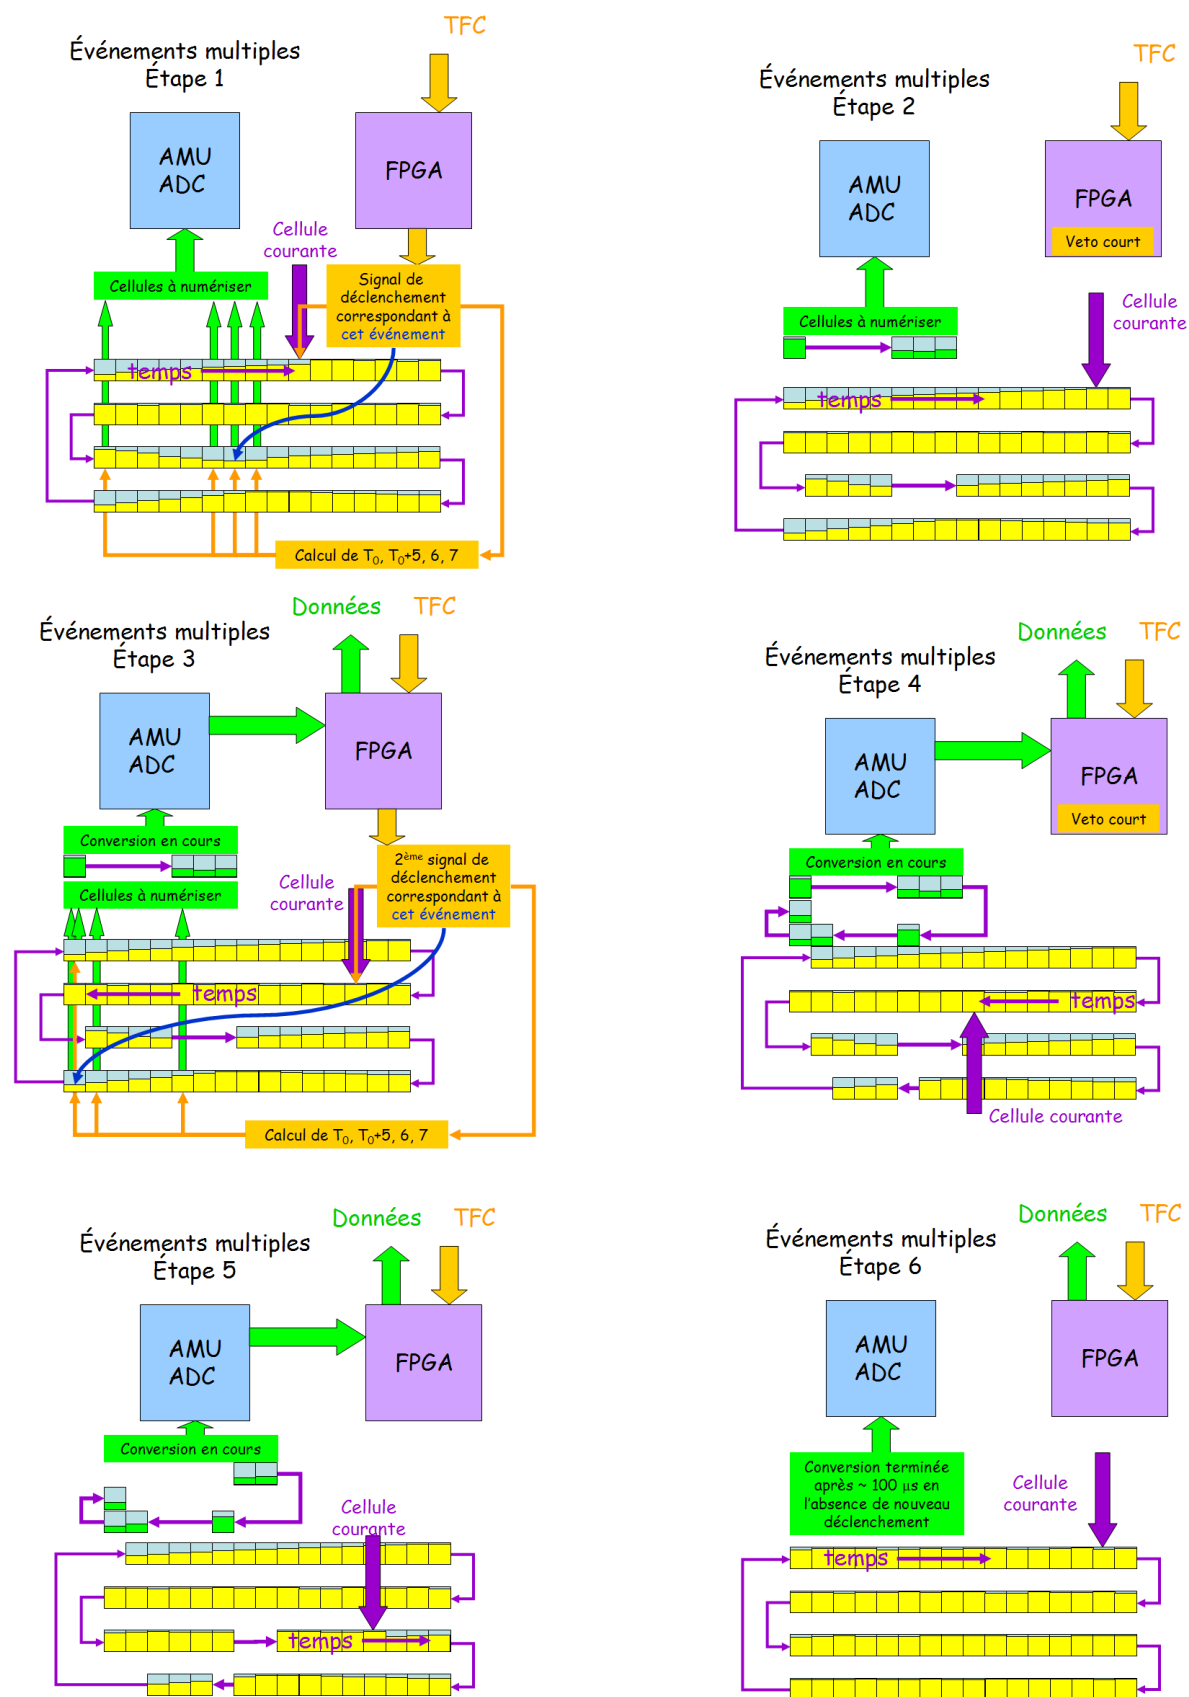 TFC
Événements multiples
Étape 1
AMU
ADC
FPGA
Cellule
courante
Cellules à numériser
Signal de
déclenchement
correspondant à
cet événement
temps
Calcul de T₀, T₀+5, 6, 7
TFC
Événements multiples
Étape 2
AMU
ADC
FPGA
Veto court
Cellule
courante
Cellules à numériser
temps
Données
TFC
Événements multiples
Étape 3
AMU
ADC
FPGA
Conversion en cours
Cellules à numériser
Cellule
courante
2ème signal de
déclenchement
correspondant à
cet événement
temps
Calcul de T₀, T₀+5, 6, 7
Données
TFC
Événements multiples
Étape 4
AMU
ADC
FPGA
Veto court
Conversion en cours
temps
Cellule courante
Données
TFC
Événements multiples
Étape 5
AMU
ADC
FPGA
Conversion en cours
Cellule
courante
temps
Données
TFC
Événements multiples
Étape 6
AMU
ADC
FPGA
Conversion terminée
après ~ 100 µs en
l'absence de nouveau
déclenchement
Cellule
courante
temps